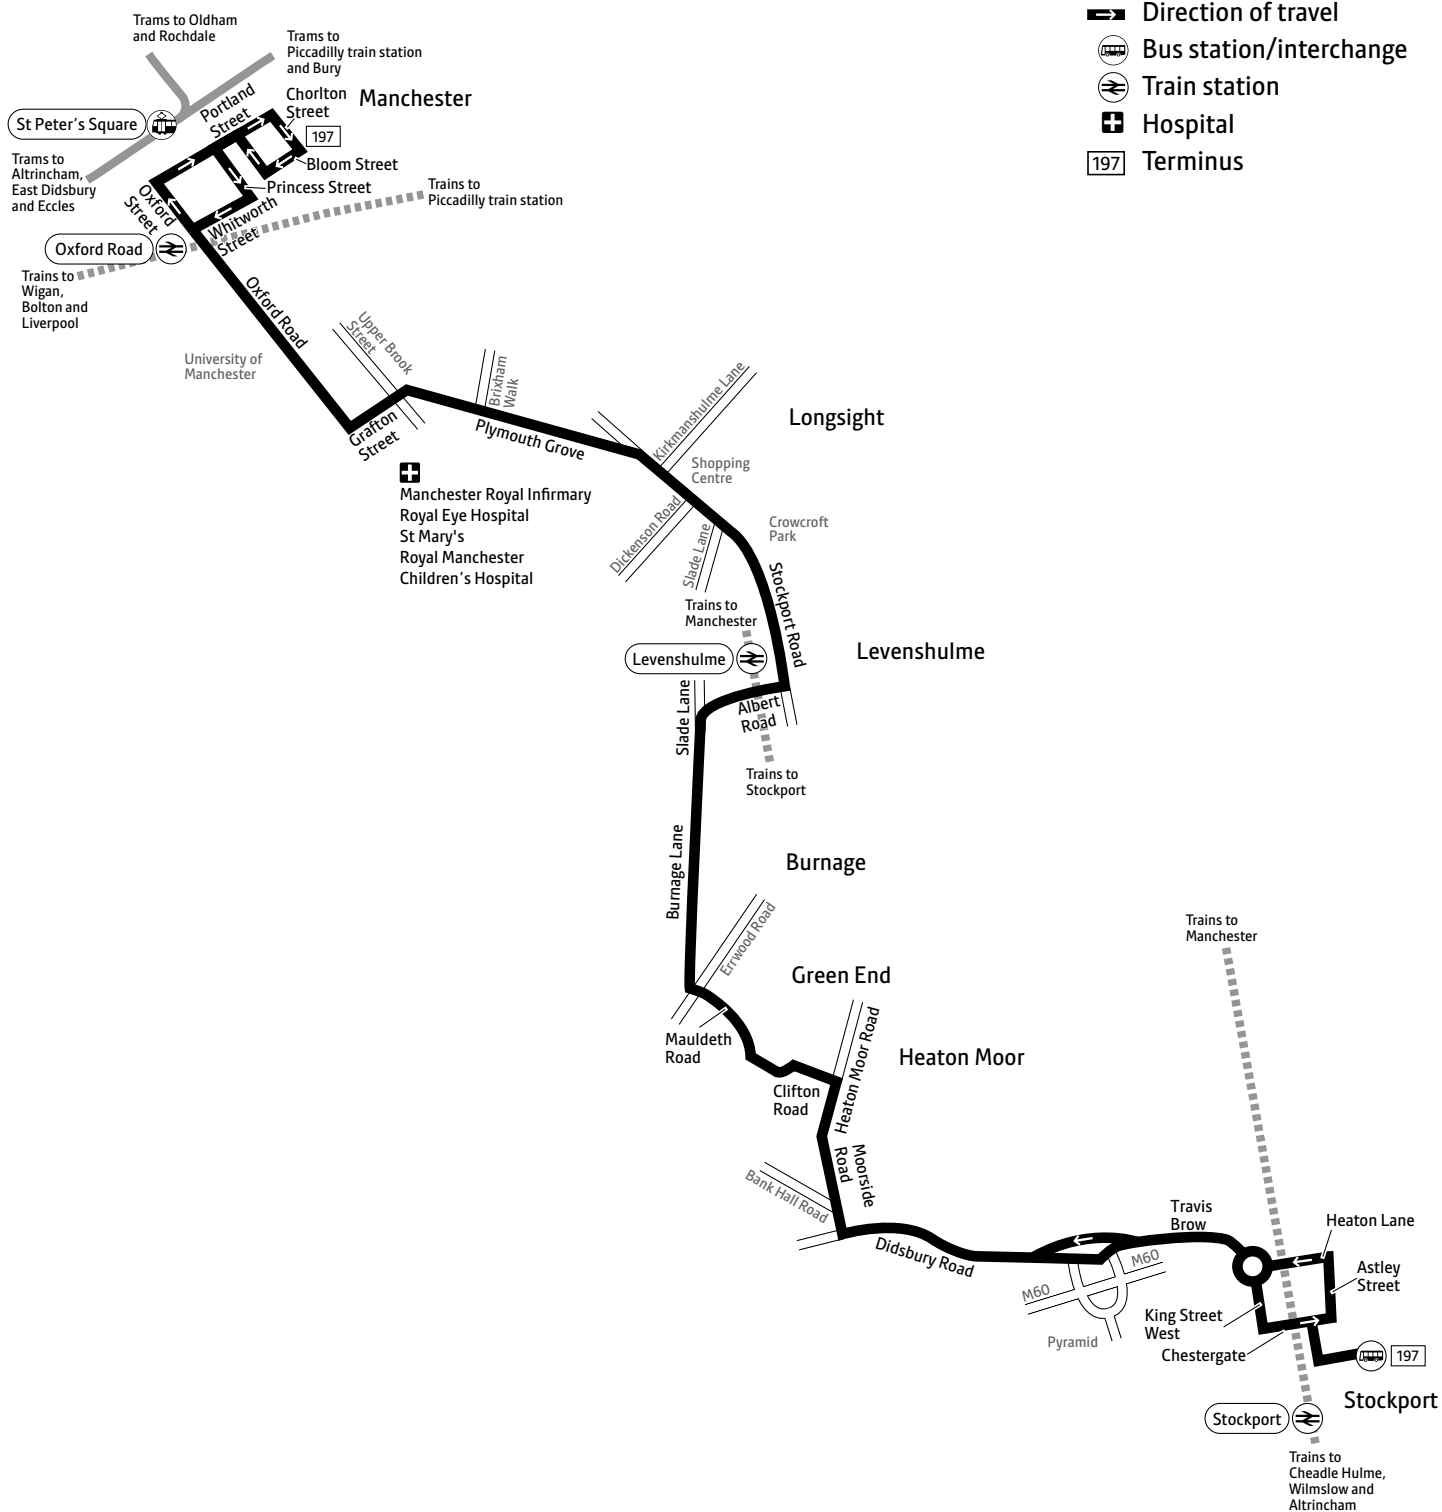 Direction of travel
Bus station/interchange
Train station
Hospital
197 Terminus
Trams to Oldham
and Rochdale
Trams to
Piccadilly train station
and Bury
Portland
Street
Chorlton
Street
Manchester
St Peter's Square
197
Trams to
Altrincham,
East Didsbury
and Eccles
Bloom Street
Princess Street
Oxford
Street
Whitworth
Street
Trains to
Piccadilly train station
Oxford Road
Trains to
Wigan,
Bolton and
Liverpool
Oxford Road
University of
Manchester
Upper Brook
Street
Grafton
Street
Brixham
Walk
Plymouth Grove
Kirkmanshulme Lane
Longsight
Shopping
Centre
Manchester Royal Infirmary
Royal Eye Hospital
St Mary's
Royal Manchester
Children's Hospital
Dickenson Road
Slade Lane
Crowcroft
Park
Stockport Road
Trains to
Manchester
Levenshulme
Levenshulme
Slade Lane
Albert
Road
Trains to
Stockport
Burnage Lane
Burnage
Errwood Road
Green End
Mauldeth
Road
Heaton Moor Road
Heaton Moor
Clifton
Road
Moorside
Road
Bank Hall Road
Didsbury Road
Trains to
Manchester
Travis
Brow
Heaton Lane
Astley
Street
M60
M60
Pyramid
King Street
West
Chestergate
197
Stockport
Stockport
Trains to
Cheadle Hulme,
Wilmslow and
Altrincham